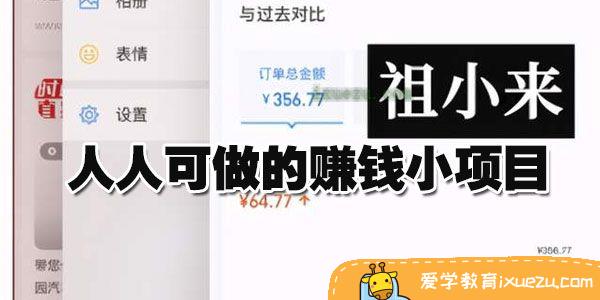 相册
与过去对比
表情
订单总金额
¥356.77
ixuezu.com
祖小来
设置
人人可做的赚钱小项目
¥64.77↑
¥356.77
爱学教育ixuezu.com